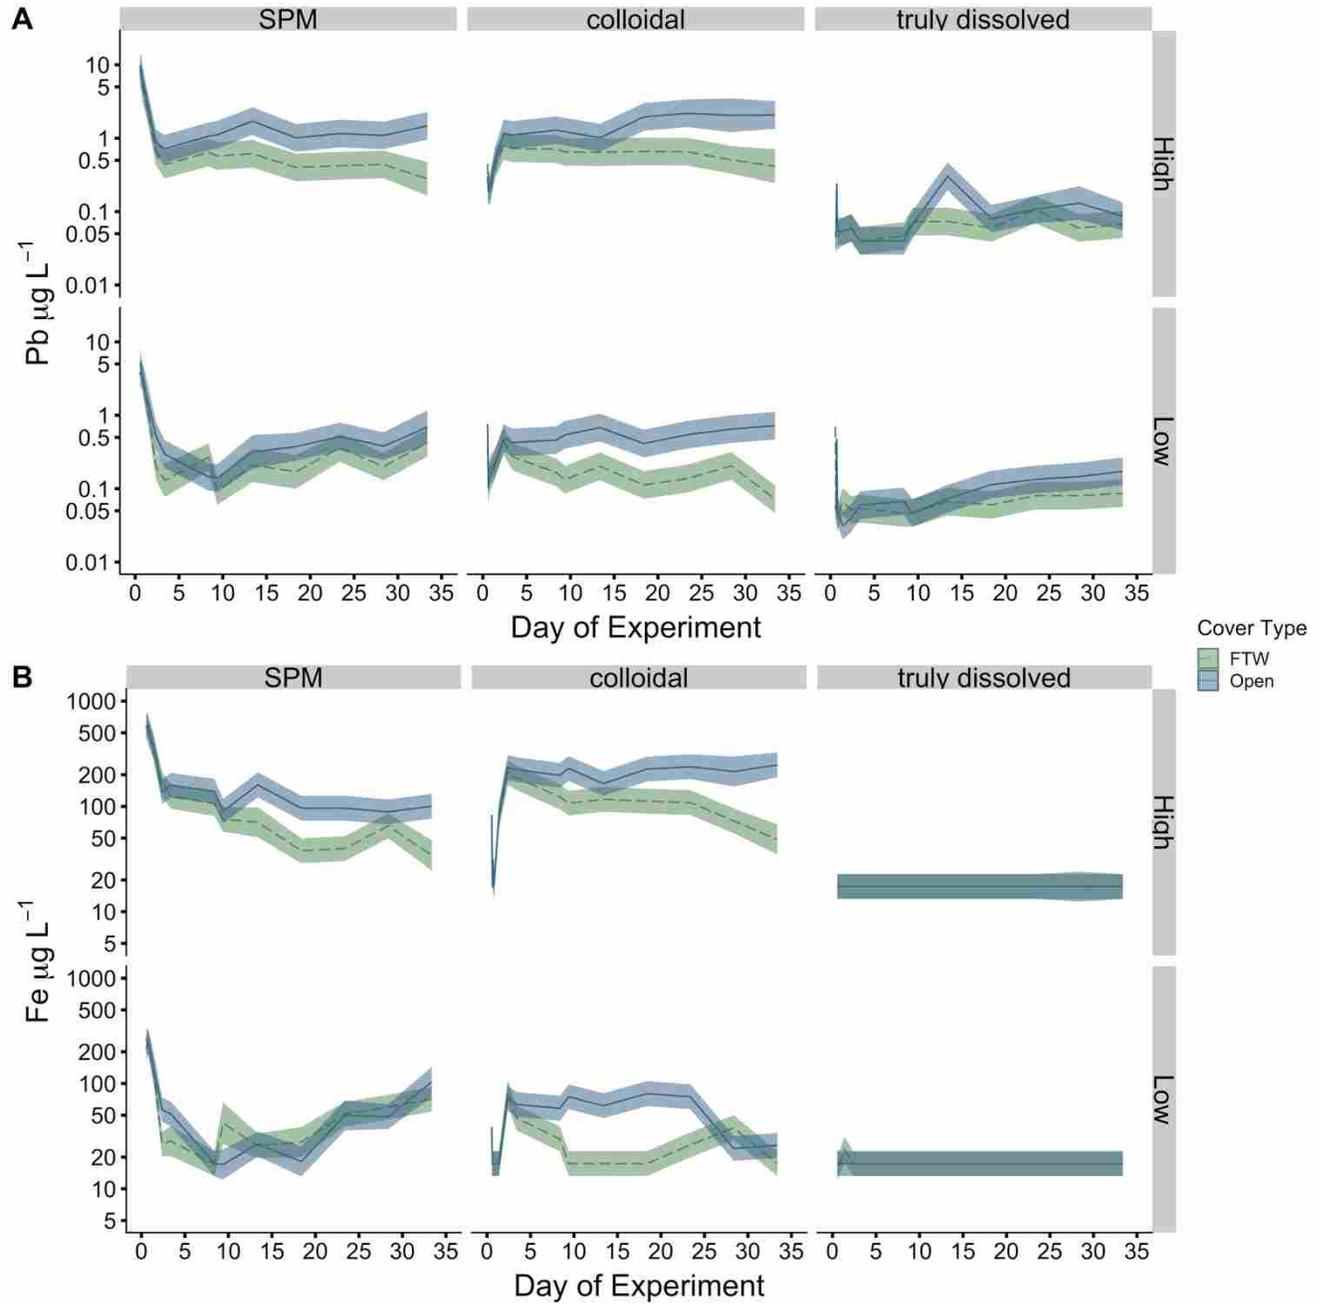 A
SPM colloidal truly dissolved
10
5
1
0.5
0.1
0.05
0.01
High
Pb µg L⁻¹
10
5
1
0.5
0.1
0.05
0.01
Low
0 5 10 15 20 25 30 35 0 5 10 15 20 25 30 35 0 5 10 15 20 25 30 35
Day of Experiment
Cover Type
FTW
Open
B
SPM colloidal truly dissolved
1000
500
200
100
50
20
10
5
High
Fe µg L⁻¹
1000
500
200
100
50
20
10
5
Low
0 5 10 15 20 25 30 35 0 5 10 15 20 25 30 35 0 5 10 15 20 25 30 35
Day of Experiment